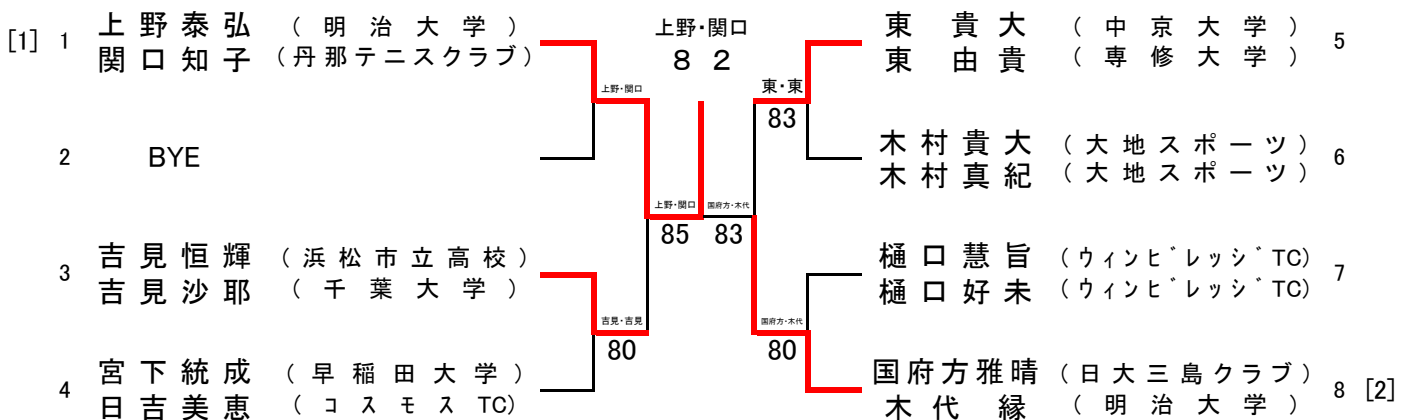 [1] 1 上野泰弘 (明治大学)
関口知子 (丹那テニスクラブ)
2 BYE
3 吉見恒輝 (浜松市立高校)
吉見沙耶 (千葉大学)
4 宮下統成 (早稲田大学)
日吉美恵 (コスモスTC)
上野・関口
吉見・吉見
80
上野・関口
85
上野・関口
8 2
国府方・木代
83
東・東
83
国府方・木代
80
東貴大 (中京大学) 5
東由貴 (専修大学)
木村貴大 (大地スポーツ) 6
木村真紀 (大地スポーツ)
樋口慧旨 (ウィンビレッジTC) 7
樋口好未 (ウィンビレッジTC)
国府方雅晴 (日大三島クラブ) 8 [2]
木代縁 (明治大学)